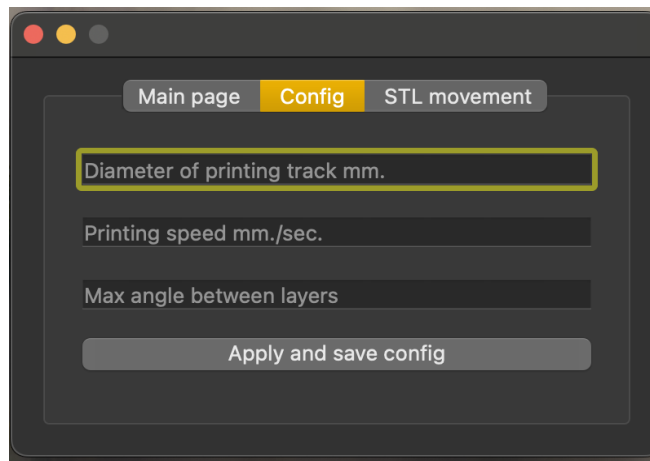 Main page Config STL movement
Diameter of printing track mm.
Printing speed mm./sec.
Max angle between layers
Apply and save config